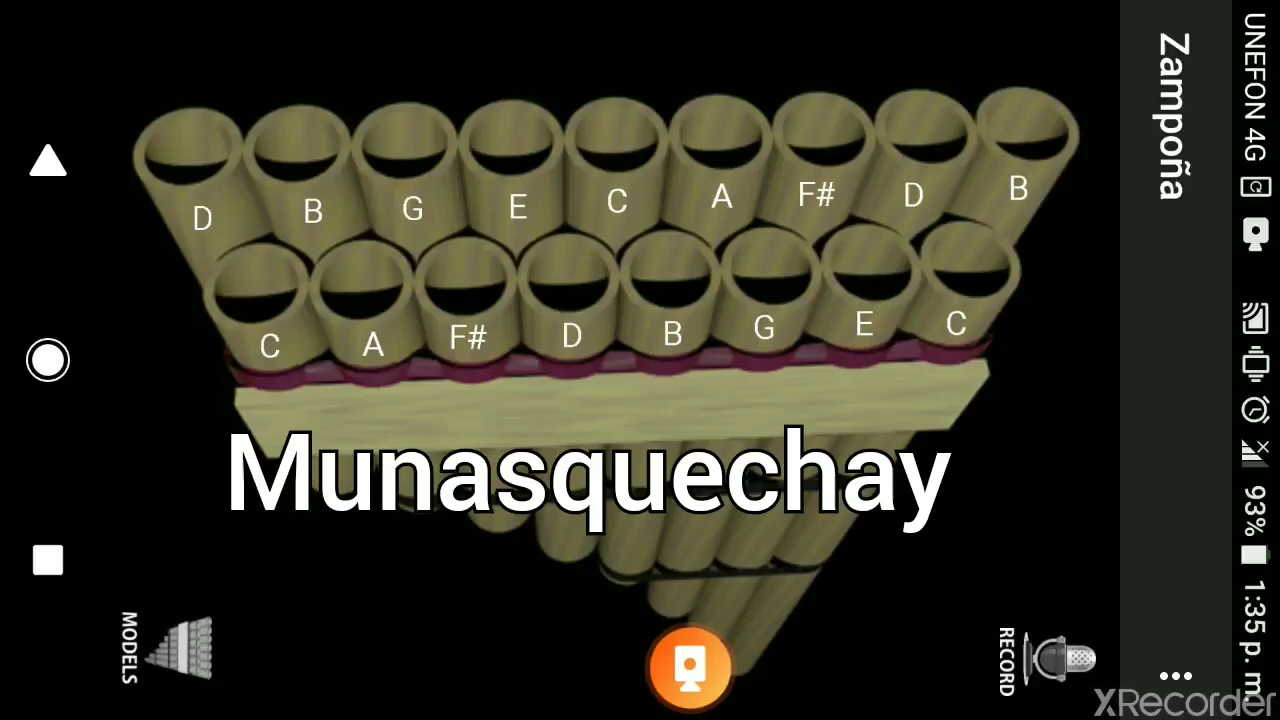 UNEFON 4G
93%
1:35 p. m.
Zampoña
D B G E C A F# D B
C A F# D B G E C
Munasquechay
MODELS
RECORD
XRecorder